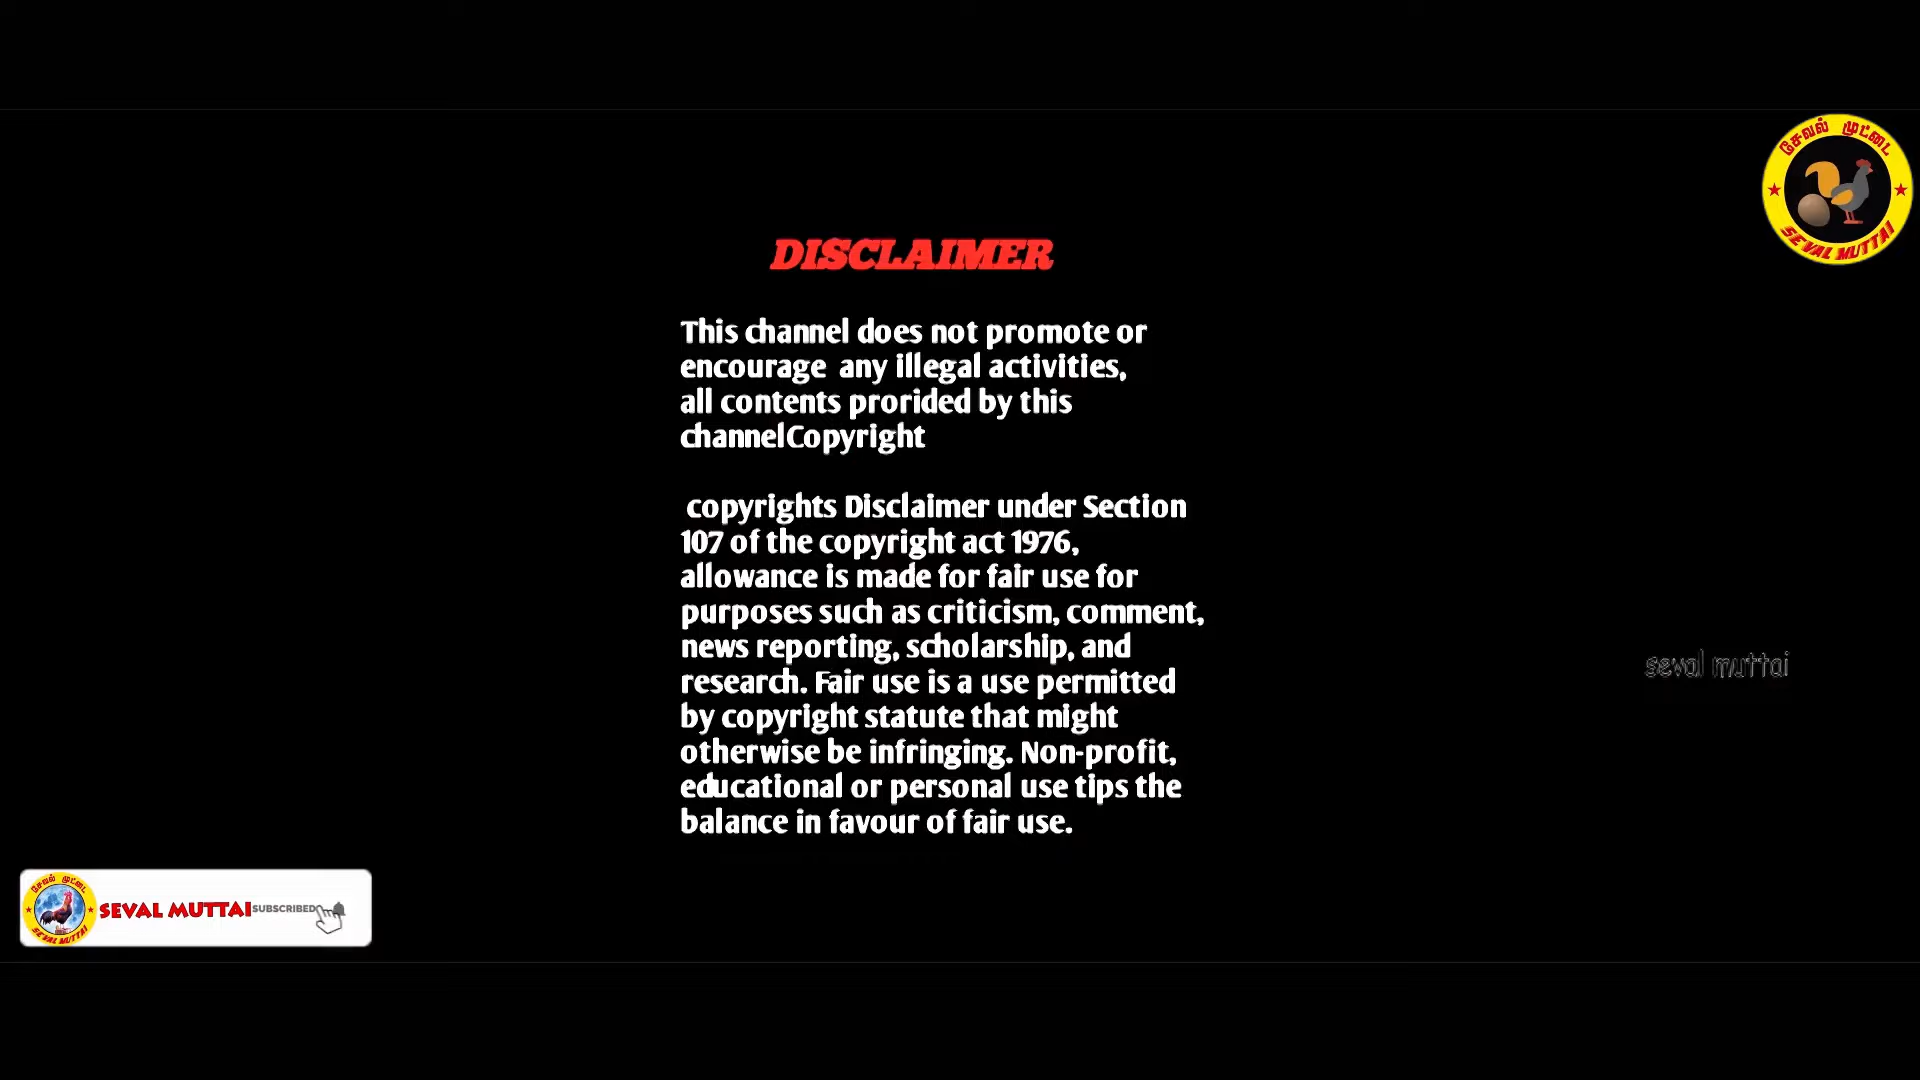 சேவல் முட்டை
SEVAL MUTTAI
DISCLAIMER
This channel does not promote or
encourage any illegal activities,
all contents prorided by this
channelCopyright
copyrights Disclaimer under Section
107 of the copyright act 1976,
allowance is made for fair use for
purposes such as criticism, comment,
news reporting, scholarship, and
research. Fair use is a use permitted
by copyright statute that might
otherwise be infringing. Non-profit,
educational or personal use tips the
balance in favour of fair use.
seval muttai
சேவல் முட்டை
SEVAL MUTTAI
SEVAL MUTTAI SUBSCRIBED